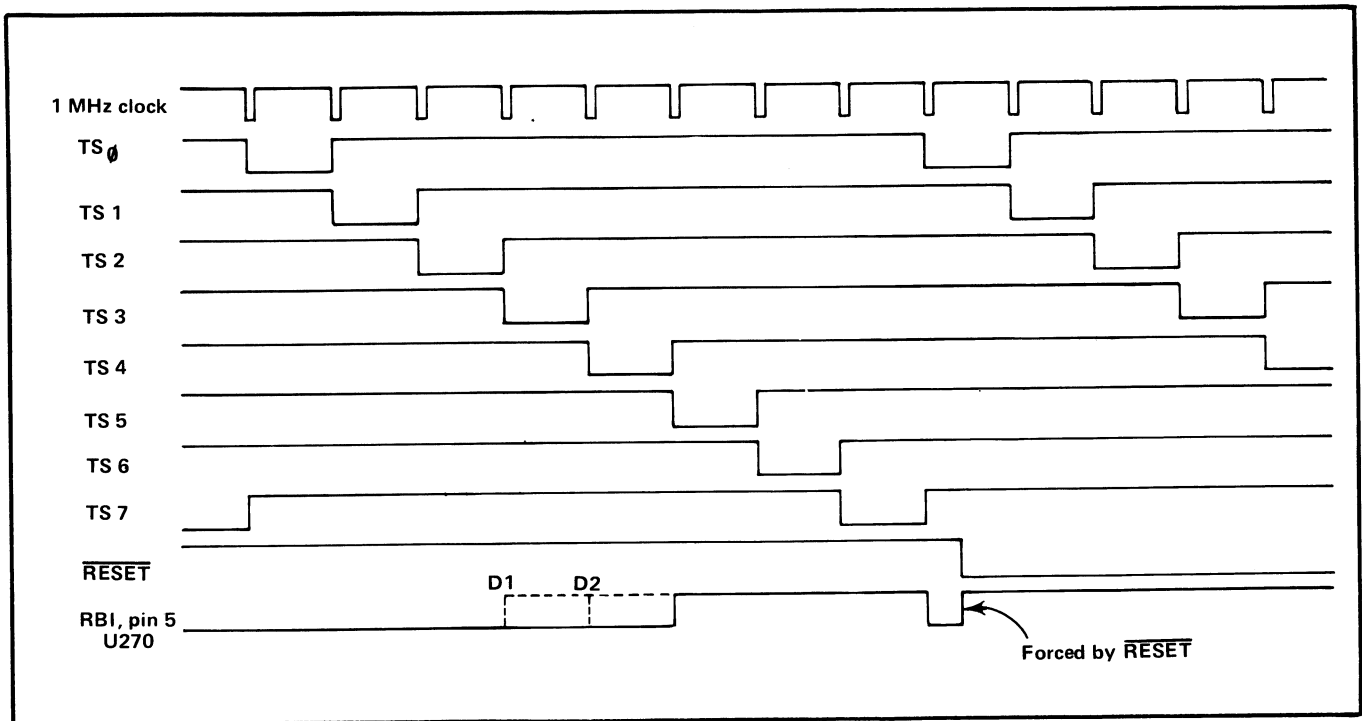 1 MHz clock
TSØ
TS 1
TS 2
TS 3
TS 4
TS 5
TS 6
TS 7
RESET
D1 D2
RBI, pin 5
U270
Forced by RESET